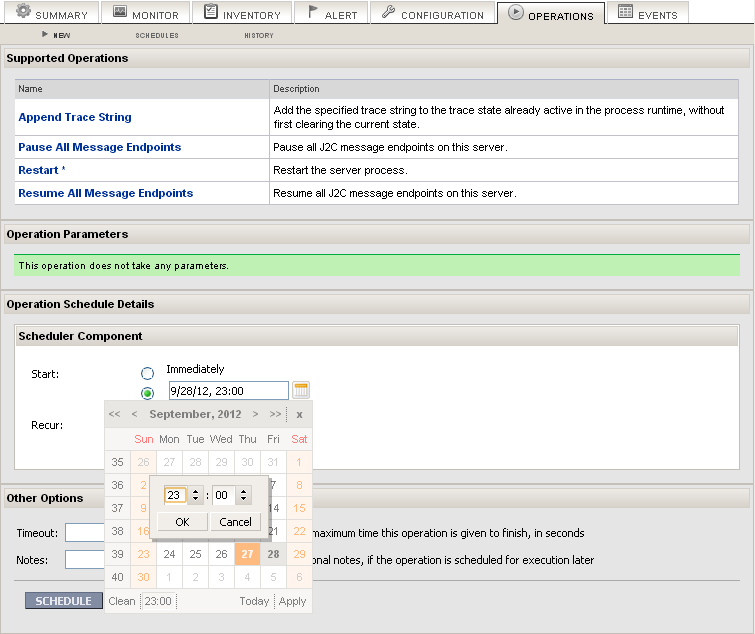 SUMMARY MONITOR INVENTORY ALERT CONFIGURATION OPERATIONS EVENTS
NEW SCHEDULES HISTORY
Supported Operations
Name Description
Append Trace String Add the specified trace string to the trace state already active in the process runtime, without
first clearing the current state.
Pause All Message Endpoints Pause all J2C message endpoints on this server.
Restart * Restart the server process.
Resume All Message Endpoints Resume all J2C message endpoints on this server.
Operation Parameters
This operation does not take any parameters.
Operation Schedule Details
Scheduler Component
Start: Immediately
9/28/12, 23:00
<< < September, 2012 > >> x
Recur:
Sun Mon Tue Wed Thu Fri Sat
35 26 27 28 29 30 31 1
36 2 7 8
23 : 00
Other Options 37 9 14 15
OK Cancel
Timeout: 38 16 21 22 maximum time this operation is given to finish, in seconds
Notes: 39 23 24 25 26 27 28 29 onal notes, if the operation is scheduled for execution later
40 30 1 2 3 4 5 6
SCHEDULE Clean 23:00 Today Apply